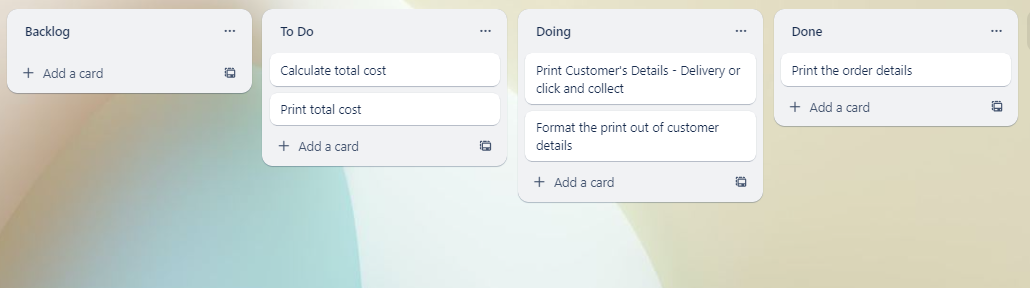 Backlog
Add a card
To Do
Calculate total cost
Print total cost
Add a card
Doing
Print Customer's Details - Delivery or
click and collect
Format the print out of customer
details
Add a card
Done
Print the order details
Add a card